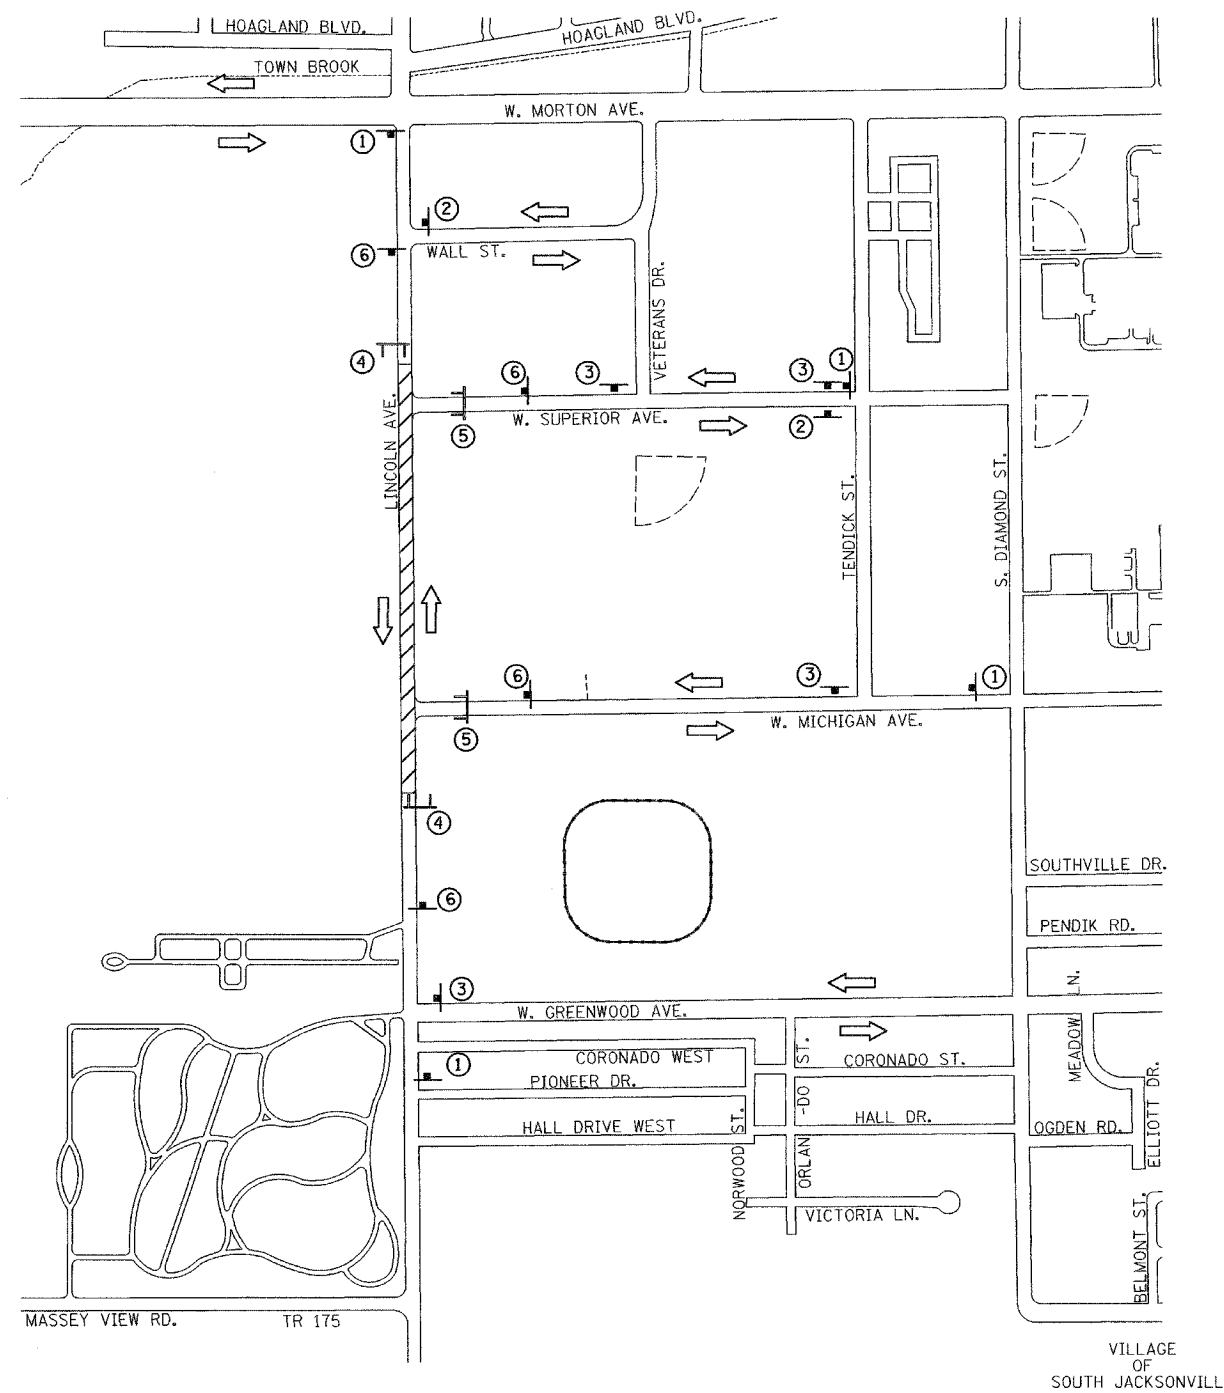 HOAGLAND BLVD.
HOAGLAND BLVD.
TOWN BROOK
W. MORTON AVE.
1
2
6
WALL ST.
VETERANS DR.
4
6
3
3
1
LINCOLN AVE.
5
W. SUPERIOR AVE.
2
TENDICK ST.
S. DIAMOND ST.
6
3
1
5
W. MICHIGAN AVE.
4
SOUTHVILLE DR.
6
PENDIK RD.
3
W. GREENWOOD AVE.
MEADOW LN.
CORONADO WEST
CORONADO ST.
1
PIONEER DR.
ORLAN -DO ST.
HALL DRIVE WEST
HALL DR.
OGDEN RD.
ELLIOTT DR.
NORWOOD ST.
VICTORIA LN.
BELMONT ST.
MASSEY VIEW RD.
TR 175
VILLAGE
OF
SOUTH JACKSONVILL